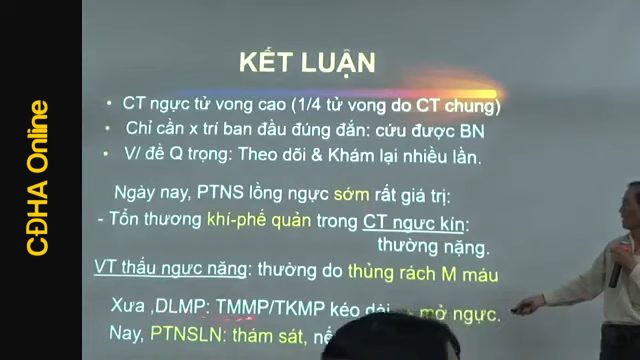 CĐHA Online
KẾT LUẬN
• CT ngực tử vong cao (1/4 tử vong do CT chung)
• Chỉ cần x trí ban đầu đúng đắn: cứu được BN
• V/ đề Q trọng: Theo dõi & Khám lại nhiều lần.
Ngày nay, PTNS lồng ngực sớm rất giá trị:
- Tổn thương khí-phế quản trong CT ngực kín:
thường nặng.
VT thấu ngực nặng: thường do thủng rách M máu
Xưa ,DLMP: TMMP/TKMP kéo dài mở ngực.
Nay, PTNSLN: thám sát,